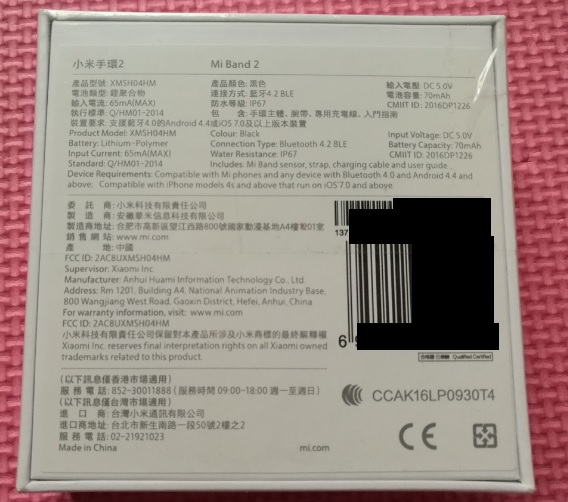 小米手環2 Mi Band 2
產品型號: XMSH04HM 產品顏色: 黑色 輸入電壓: DC 5.0V
電池類型: 鋰聚合物 連接方式: 藍牙4.2 BLE 電池容量: 70mAh
輸入電流: 65mA(MAX) 防水等級: IP67 CMIIT ID: 2016DP1226
執行標準: Q/HM01-2014 包 含: 手環主體、腕帶、專用充電線、入門指南
裝置要求: 支援藍牙4.0的Android 4.4或iOS7.0及以上版本裝置
Product Model: XMSH04HM Colour: Black Input Voltage: DC 5.0V
Battery: Lithium-Polymer Connection Type: Bluetooth 4.2 BLE Battery Capacity: 70mAh
Input Current: 65mA(MAX) Water Resistance: IP67 CMIIT ID: 2016DP1226
Standard: Q/HM01-2014 Includes: Mi Band sensor, strap, charging cable and user guide
Device Requirements: Compatible with Mi phones and any device with Bluetooth 4.0 and Android 4.4 and
above; Compatible with iPhone models 4s and above that run on iOS7.0 and above.
委 託 商: 小米科技有限責任公司
製 造 商: 安徽華米信息科技有限公司
製造商地址: 合肥市高新區望江西路800號國家動漫基地A4樓 01室
銷售網站: www.mi.com
產 地: 中國
FCC ID: 2AC8UXMSH04HM
Supervisor: Xiaomi Inc.
Manufacturer: Anhui Huami Information Technology Co., Ltd.
Address: Rm 1201, Building A4, National Animation Industry Base,
800 Wangjiang West Road, Gaoxin District, Hefei, Anhui, China
For warranty information, visit: www.mi.com
FCC ID: 2AC8UXMSH04HM
小米科技有限責任公司保留對本產品所涉及小米商標的最終解釋權
Xiaomi Inc. reserves final interpretation rights on all Xiaomi owned
trademarks related to this product.
137
6
合格證 已檢驗 Qualified Certified
(以下訊息僅香港市場適用)
服務電話: 852-30011888 (服務時間 09:00-18:00 週一至週日)
(以下訊息僅台灣市場適用)
進 口 商: 台灣小米通訊有限公司
進口商地址: 台北市新生南路一段50號2樓之2
服務電話: 02-21921023
Made in China mi.com
CCAK16LP0930T4
CE